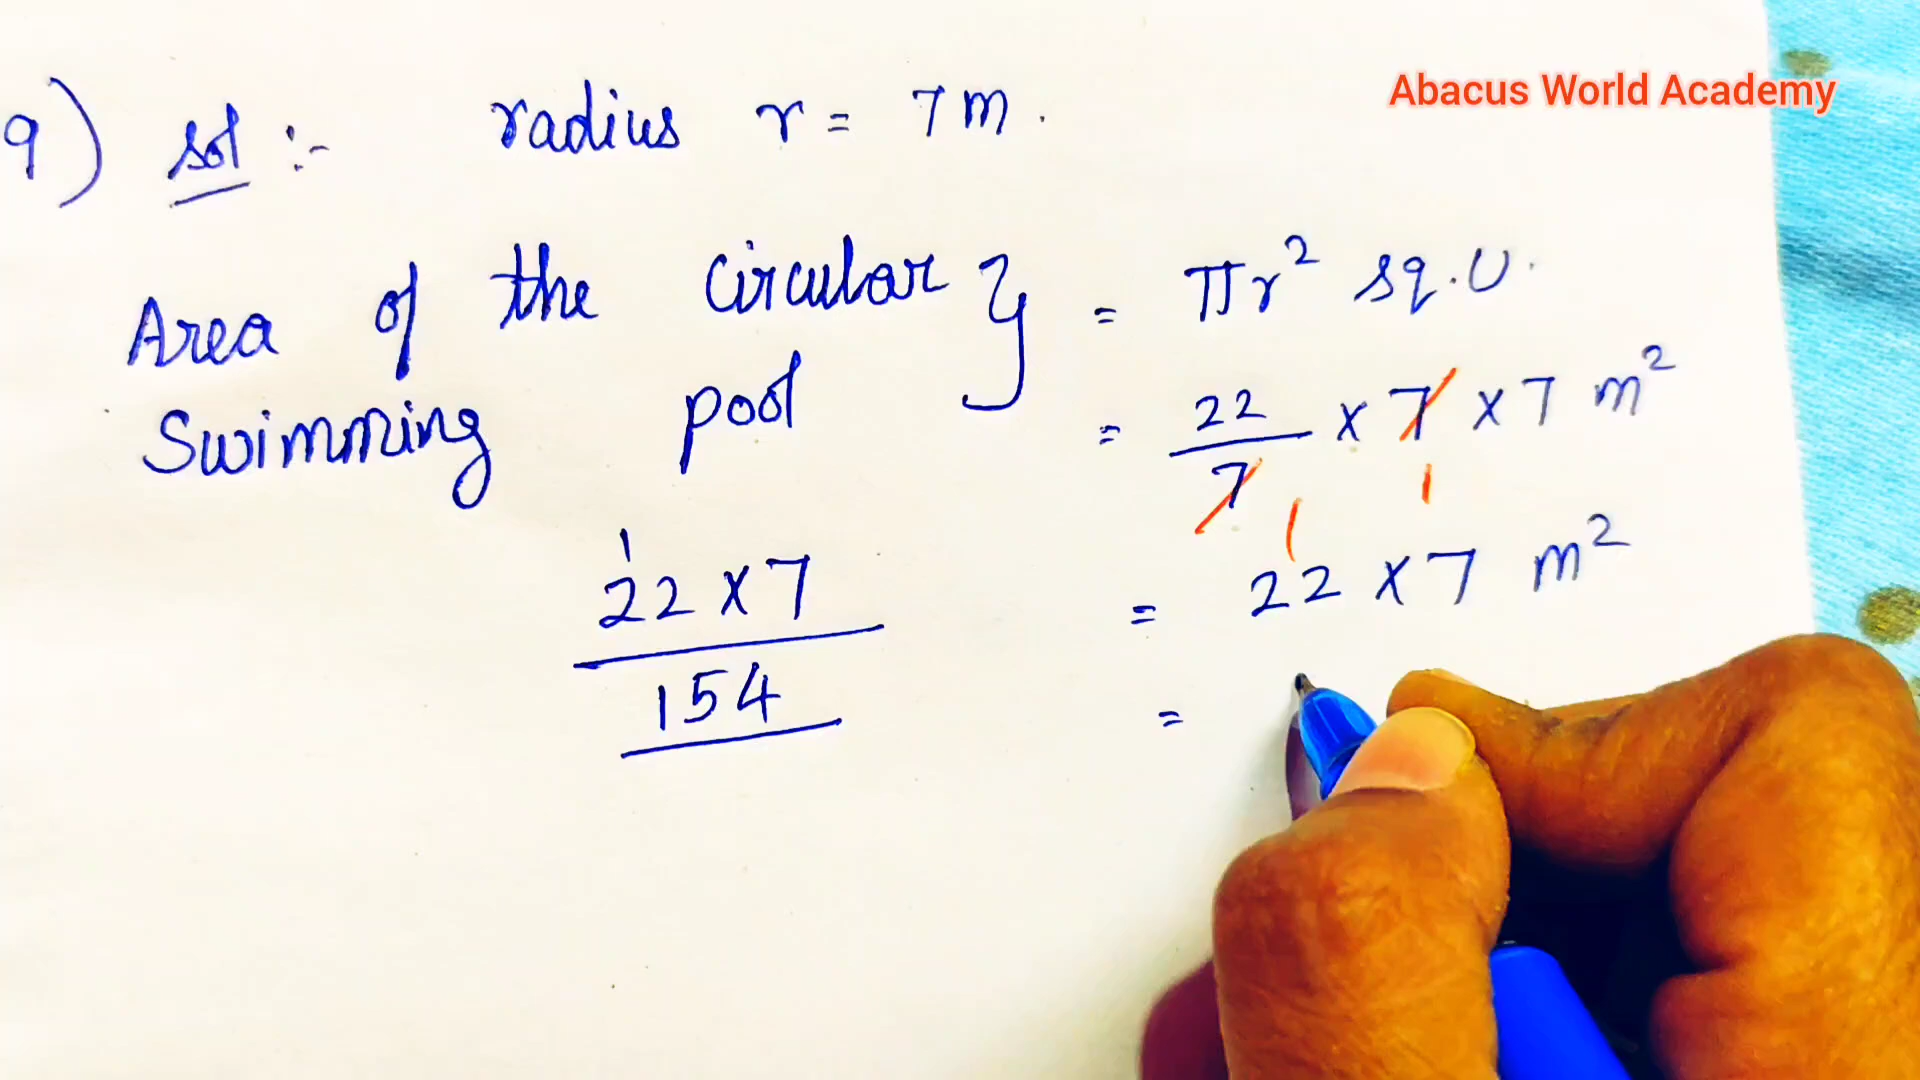 Abacus World Academy
9) Sol :- radius r = 7 m.
Area of the circular } = πr² sq.U.
Swimming pool
= 22/7 x 7 x 7 m²
1 1
1
22 x 7
154
= 22 x 7 m²
=